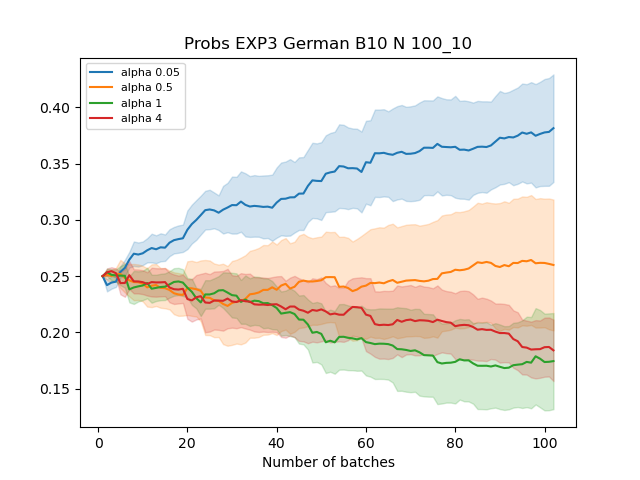 Probs EXP3 German B10 N 100_10
alpha 0.05
alpha 0.5
alpha 1
alpha 4
0.40
0.35
0.30
0.25
0.20
0.15
0 20 40 60 80 100
Number of batches